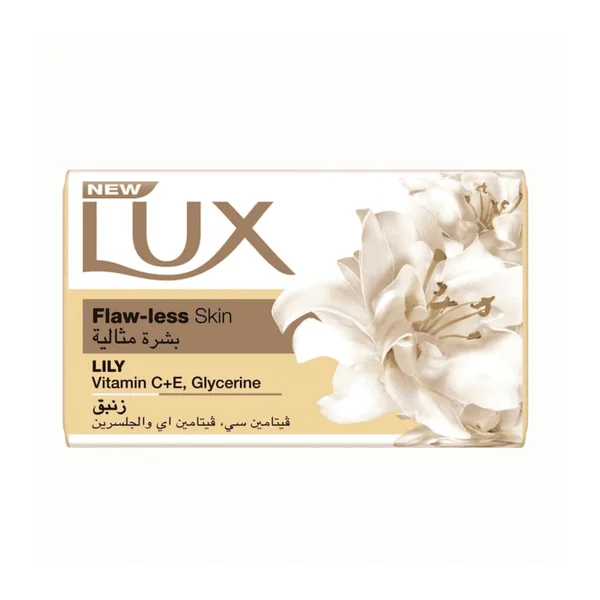 NEW
LUX
Flaw-less Skin
بشرة مثالية
LILY
Vitamin C+E, Glycerine
زنبق
ڤيتامين سي، ڤيتامين اي والجلسرين